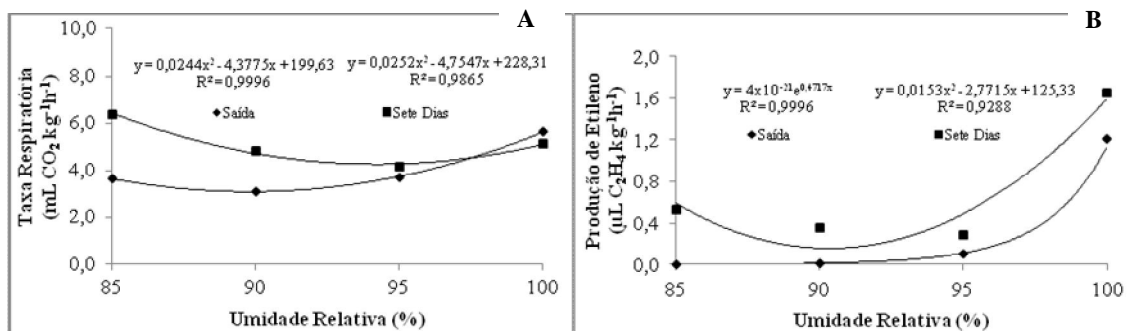 A
10,0
8,0
6,0
4,0
2,0
0,0
Taxa Respiratória
(mL CO₂ kg⁻¹h⁻¹)
y = 0,0244x² - 4,3775x + 199,63
R² = 0,9996
y = 0,0252x² - 4,7547x + 228,31
R² = 0,9865
Saída
Sete Dias
85 90 95 100
Umidade Relativa (%)
B
2,0
1,6
1,2
0,8
0,4
0,0
Produção de Etileno
(µL C₂H₄ kg⁻¹h⁻¹)
y = 4x10⁻²¹e⁰,⁴⁷¹⁷ˣ
R² = 0,9996
y = 0,0153x² - 2,7715x + 125,33
R² = 0,9288
Saída
Sete Dias
85 90 95 100
Umidade Relativa (%)